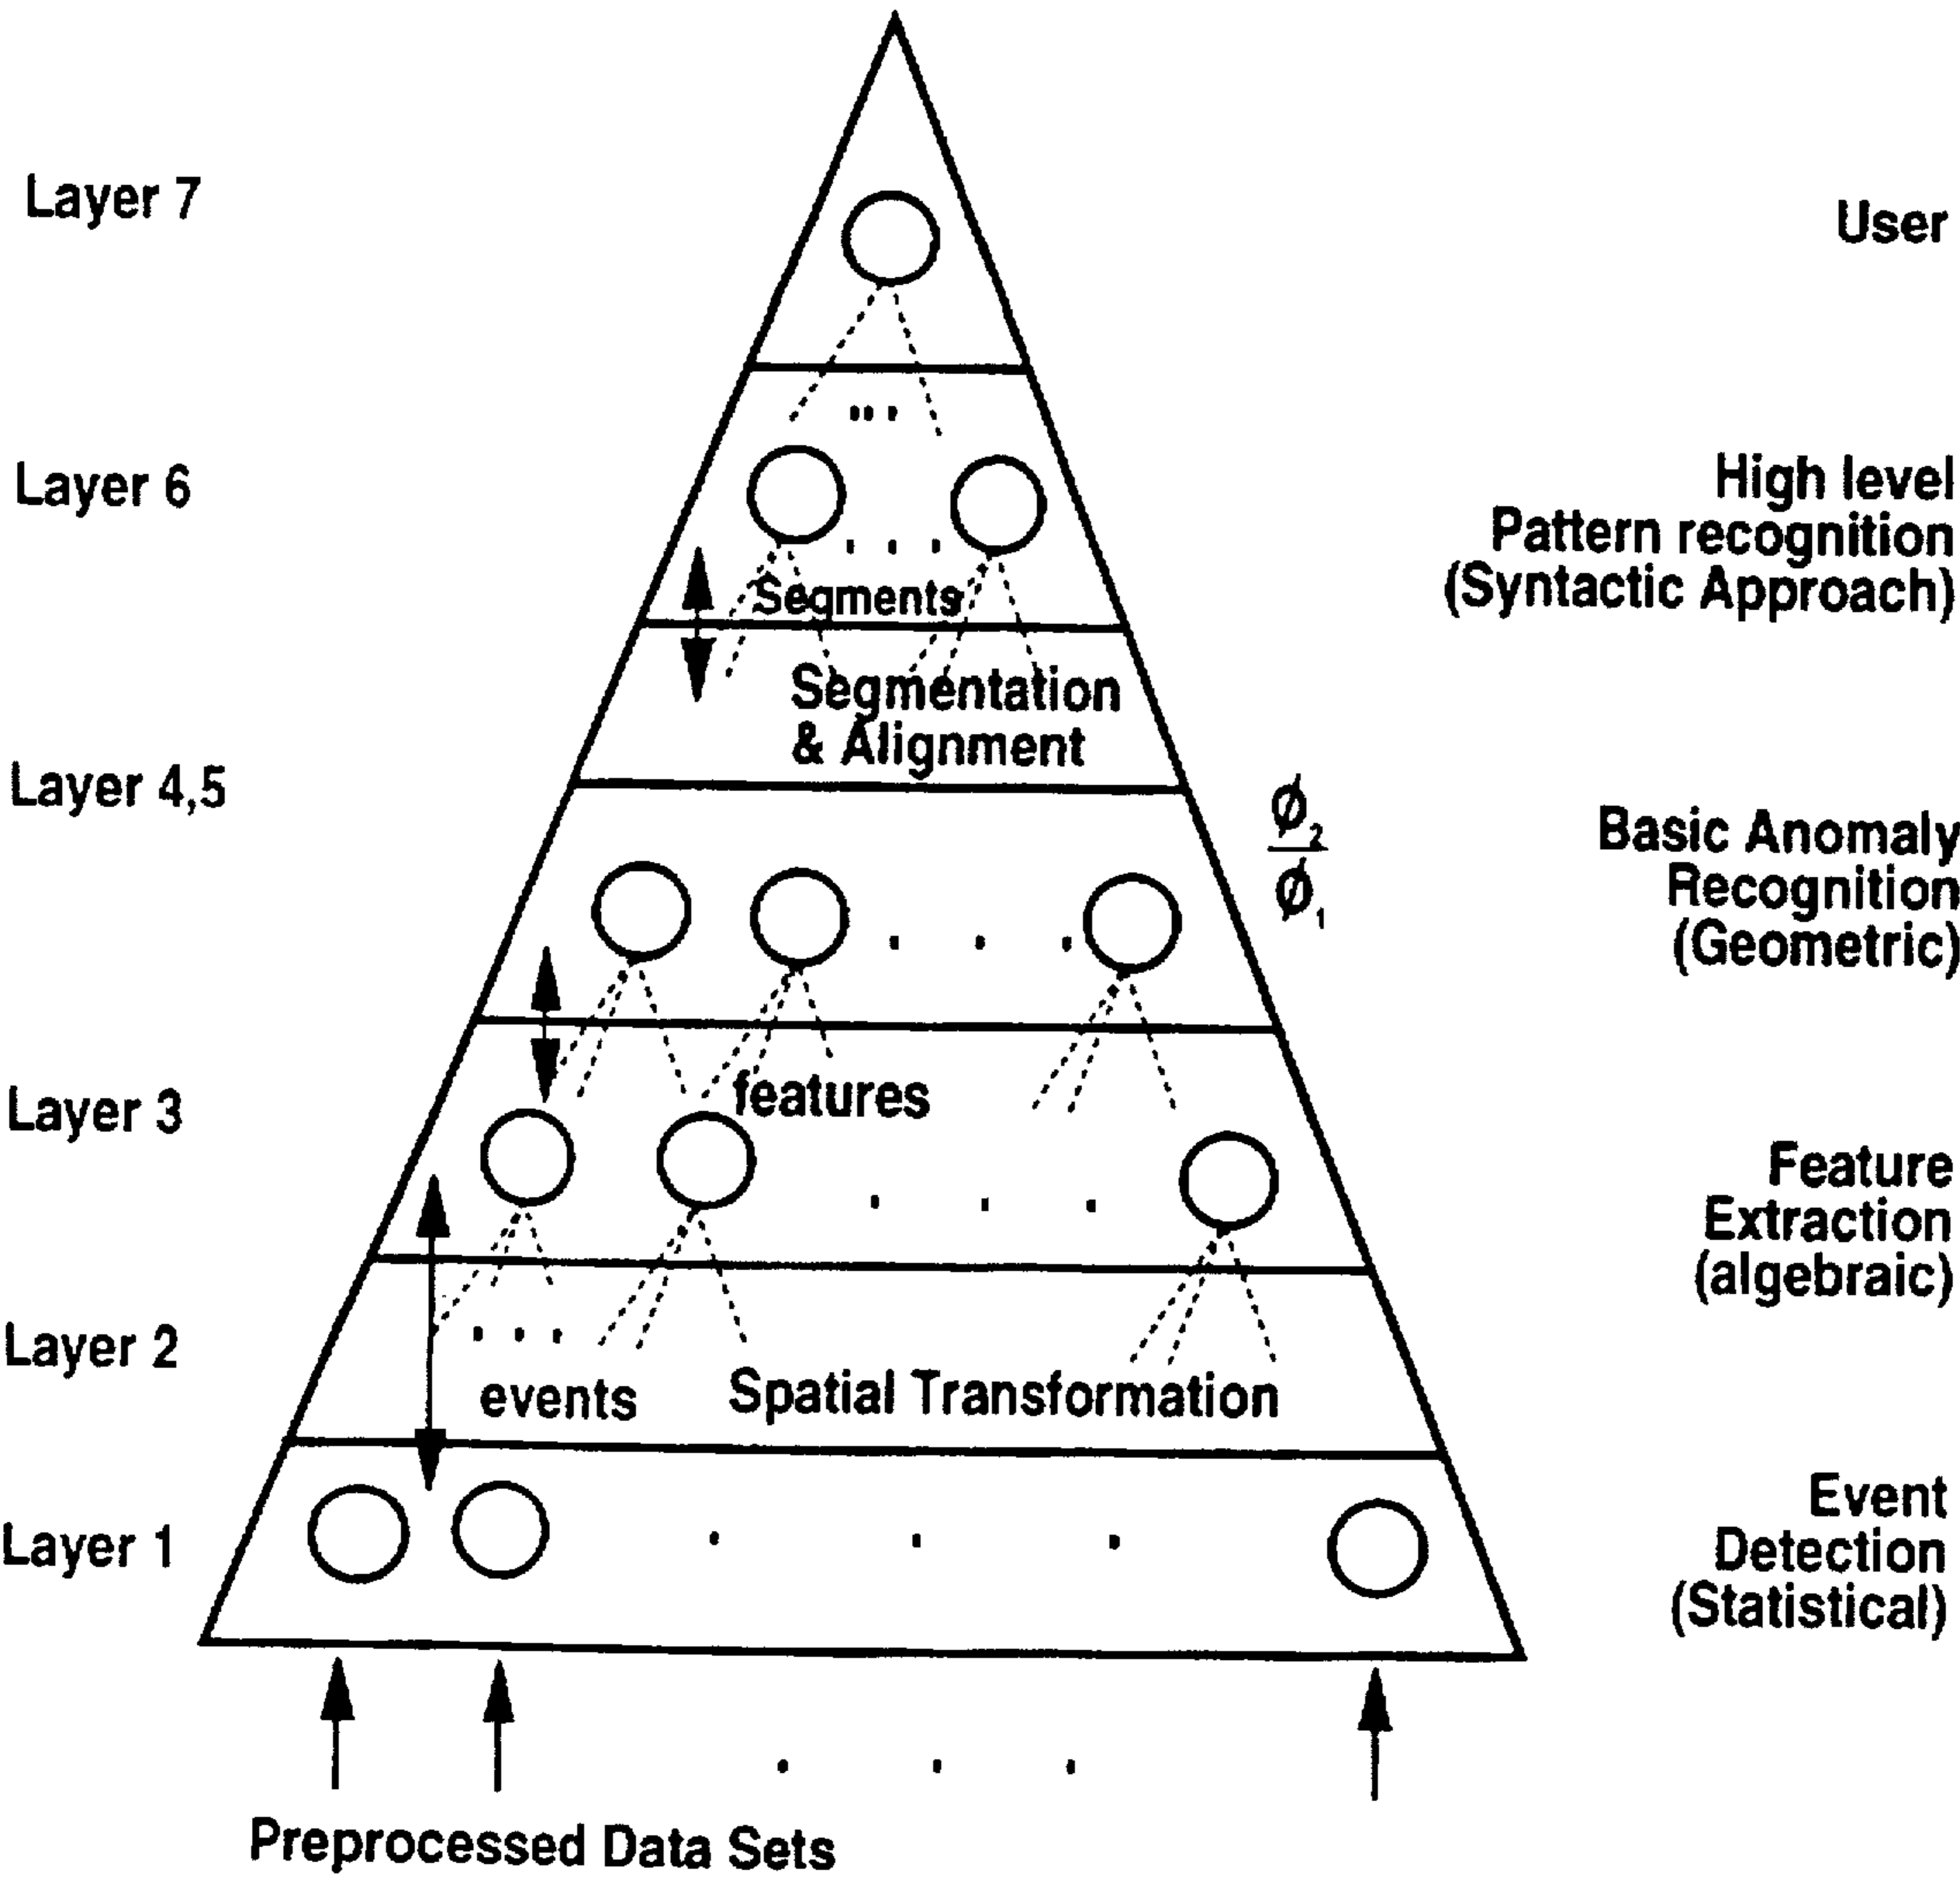 Layer 7
User
Layer 6
High level
Pattern recognition
(Syntactic Approach)
Segments
Segmentation
& Alignment
Layer 4,5
ϕ2
ϕ1
Basic Anomaly
Recognition
(Geometric)
Layer 3
features
Feature
Extraction
(algebraic)
Layer 2
events
Spatial Transformation
Layer 1
Event
Detection
(Statistical)
Preprocessed Data Sets